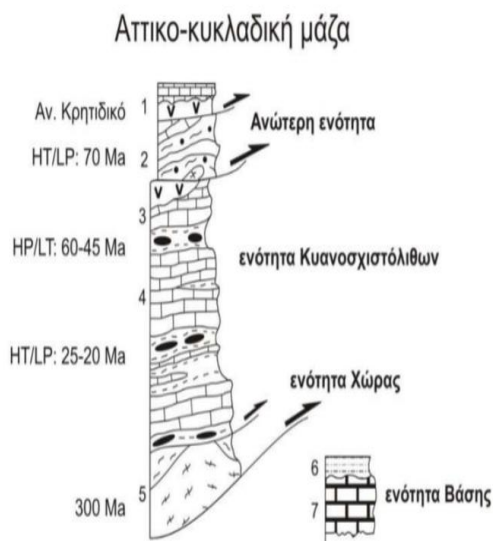 Αττικο-κυκλαδική μάζα
Αν. Κρητιδικό
1
Ανώτερη ενότητα
HT/LP: 70 Ma
2
3
HP/LT: 60-45 Ma
ενότητα Κυανοσχιστόλιθων
4
HT/LP: 25-20 Ma
ενότητα Χώρας
5
300 Ma
6
ενότητα Βάσης
7